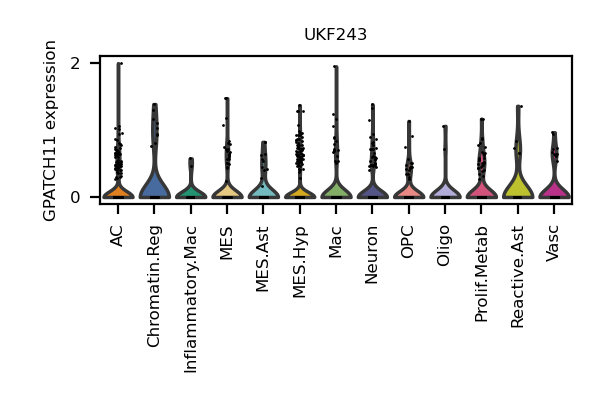 UKF243
GPATCH11 expression
2
0
AC
Chromatin.Reg
Inflammatory.Mac
MES
MES.Ast
MES.Hyp
Mac
Neuron
OPC
Oligo
Prolif.Metab
Reactive.Ast
Vasc